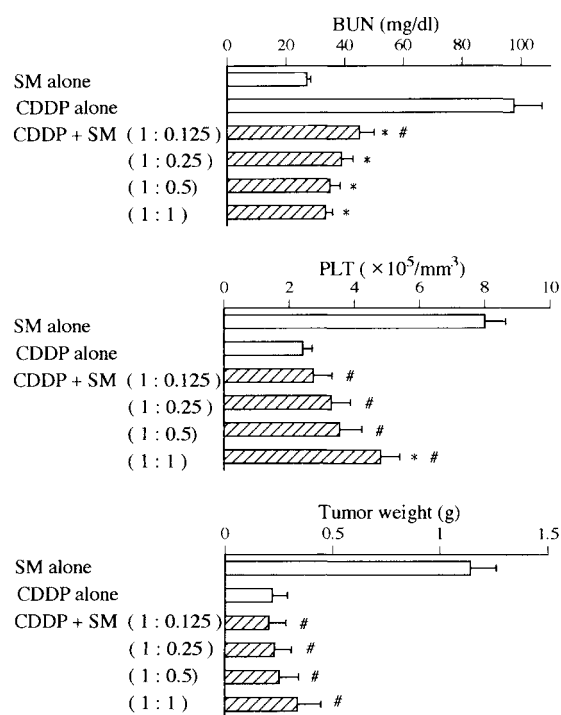 BUN (mg/dl)
0 20 40 60 80 100
SM alone
CDDP alone
CDDP + SM ( 1 : 0.125 ) * #
( 1 : 0.25 ) *
( 1 : 0.5) *
( 1 : 1 ) *
PLT ( ×10⁵/mm³)
0 2 4 6 8 10
SM alone
CDDP alone
CDDP + SM ( 1 : 0.125 ) #
( 1 : 0.25 ) #
( 1 : 0.5) #
( 1 : 1 ) * #
Tumor weight (g)
0 0.5 1 1.5
SM alone
CDDP alone
CDDP + SM ( 1 : 0.125 ) #
( 1 : 0.25 ) #
( 1 : 0.5) #
( 1 : 1 ) #